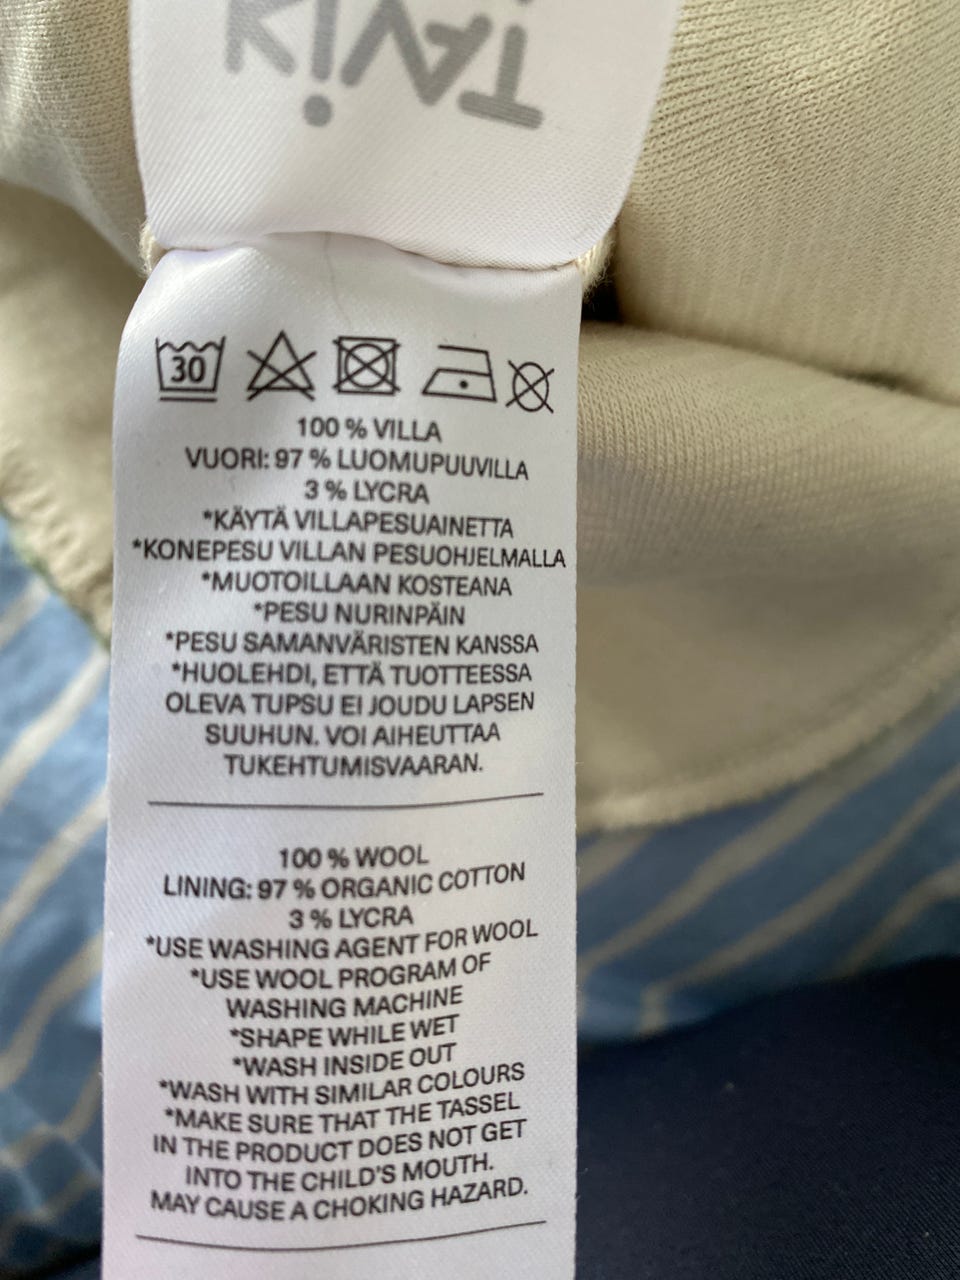 TAVi
30
100 % VILLA
VUORI: 97 % LUOMUPUUVILLA
3 % LYCRA
*KÄYTÄ VILLAPESUAINETTA
*KONEPESU VILLAN PESUOHJELMALLA
*MUOTOILLAAN KOSTEANA
*PESU NURINPÄIN
*PESU SAMANVÄRISTEN KANSSA
*HUOLEHDI, ETTÄ TUOTTEESSA
OLEVA TUPSU EI JOUDU LAPSEN
SUUHUN. VOI AIHEUTTAA
TUKEHTUMISVAARAN.
100 % WOOL
LINING: 97 % ORGANIC COTTON
3 % LYCRA
*USE WASHING AGENT FOR WOOL
*USE WOOL PROGRAM OF
WASHING MACHINE
*SHAPE WHILE WET
*WASH INSIDE OUT
*WASH WITH SIMILAR COLOURS
*MAKE SURE THAT THE TASSEL
IN THE PRODUCT DOES NOT GET
INTO THE CHILD'S MOUTH.
MAY CAUSE A CHOKING HAZARD.